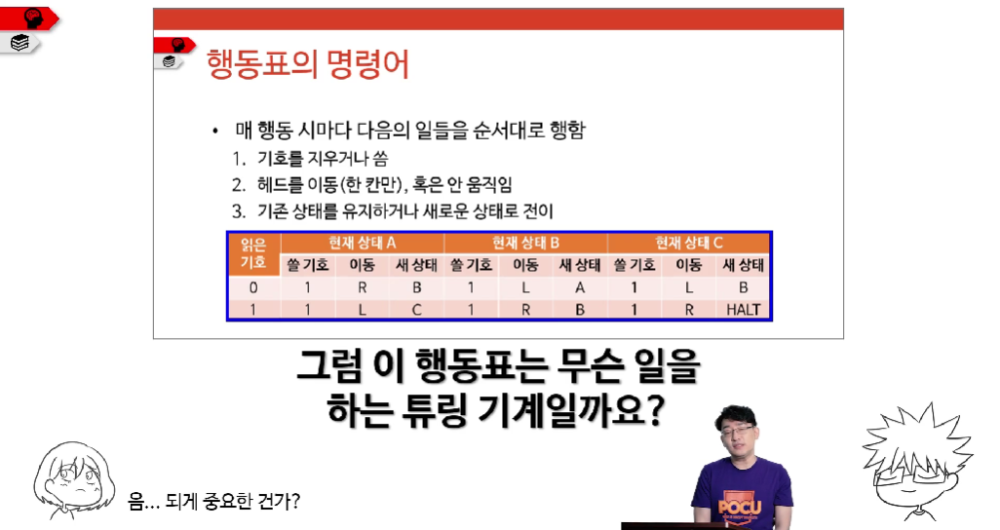 행동표의 명령어
• 매 행동 시마다 다음의 일들을 순서대로 행함
1. 기호를 지우거나 씀
2. 헤드를 이동(한 칸만), 혹은 안 움직임
3. 기존 상태를 유지하거나 새로운 상태로 전이
읽은 기호 현재 상태 A 현재 상태 B 현재 상태 C
쓸 기호 이동 새 상태 쓸 기호 이동 새 상태 쓸 기호 이동 새 상태
0 1 R B 1 L A 1 L B
1 1 L C 1 R B 1 R HALT
그럼 이 행동표는 무슨 일을
하는 튜링 기계일까요?
POCU
음... 되게 중요한 건가?